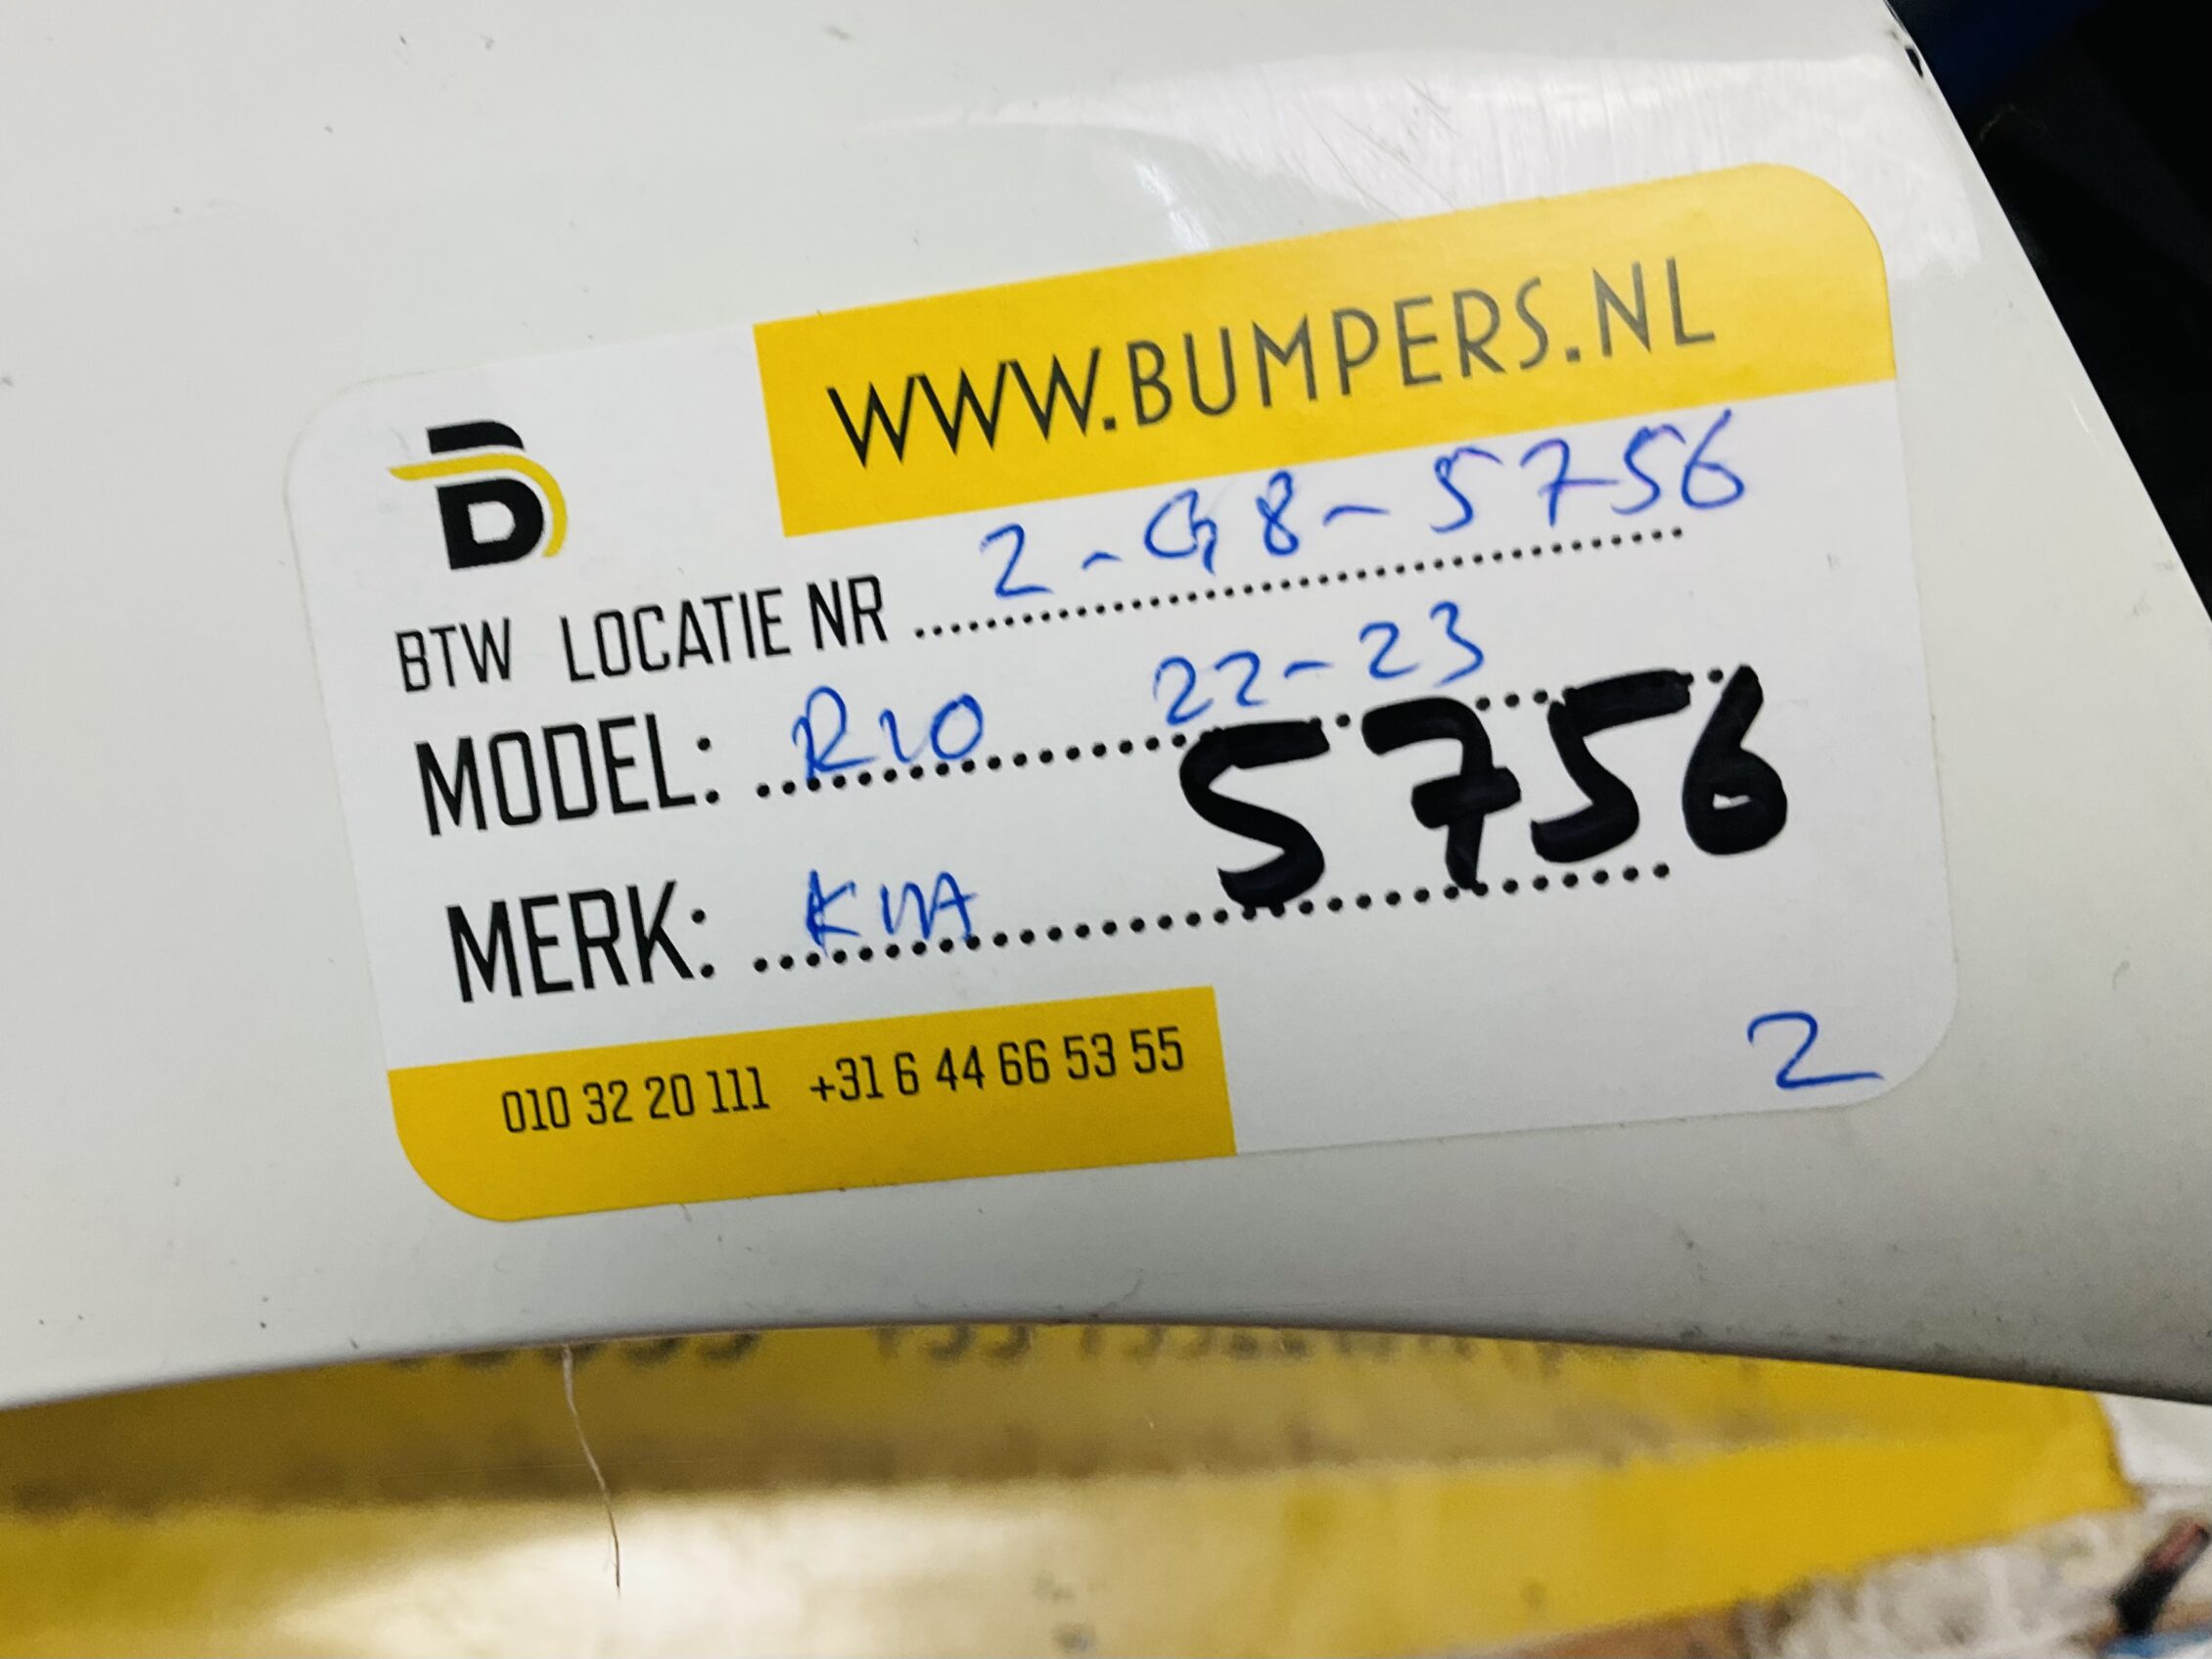 WWW.BUMPERS.NL
BTW LOCATIE NR 2-G8-5756
MODEL: RIO 22-23
5756
MERK: KIA
010 32 20 111 +31 6 44 66 53 55
2